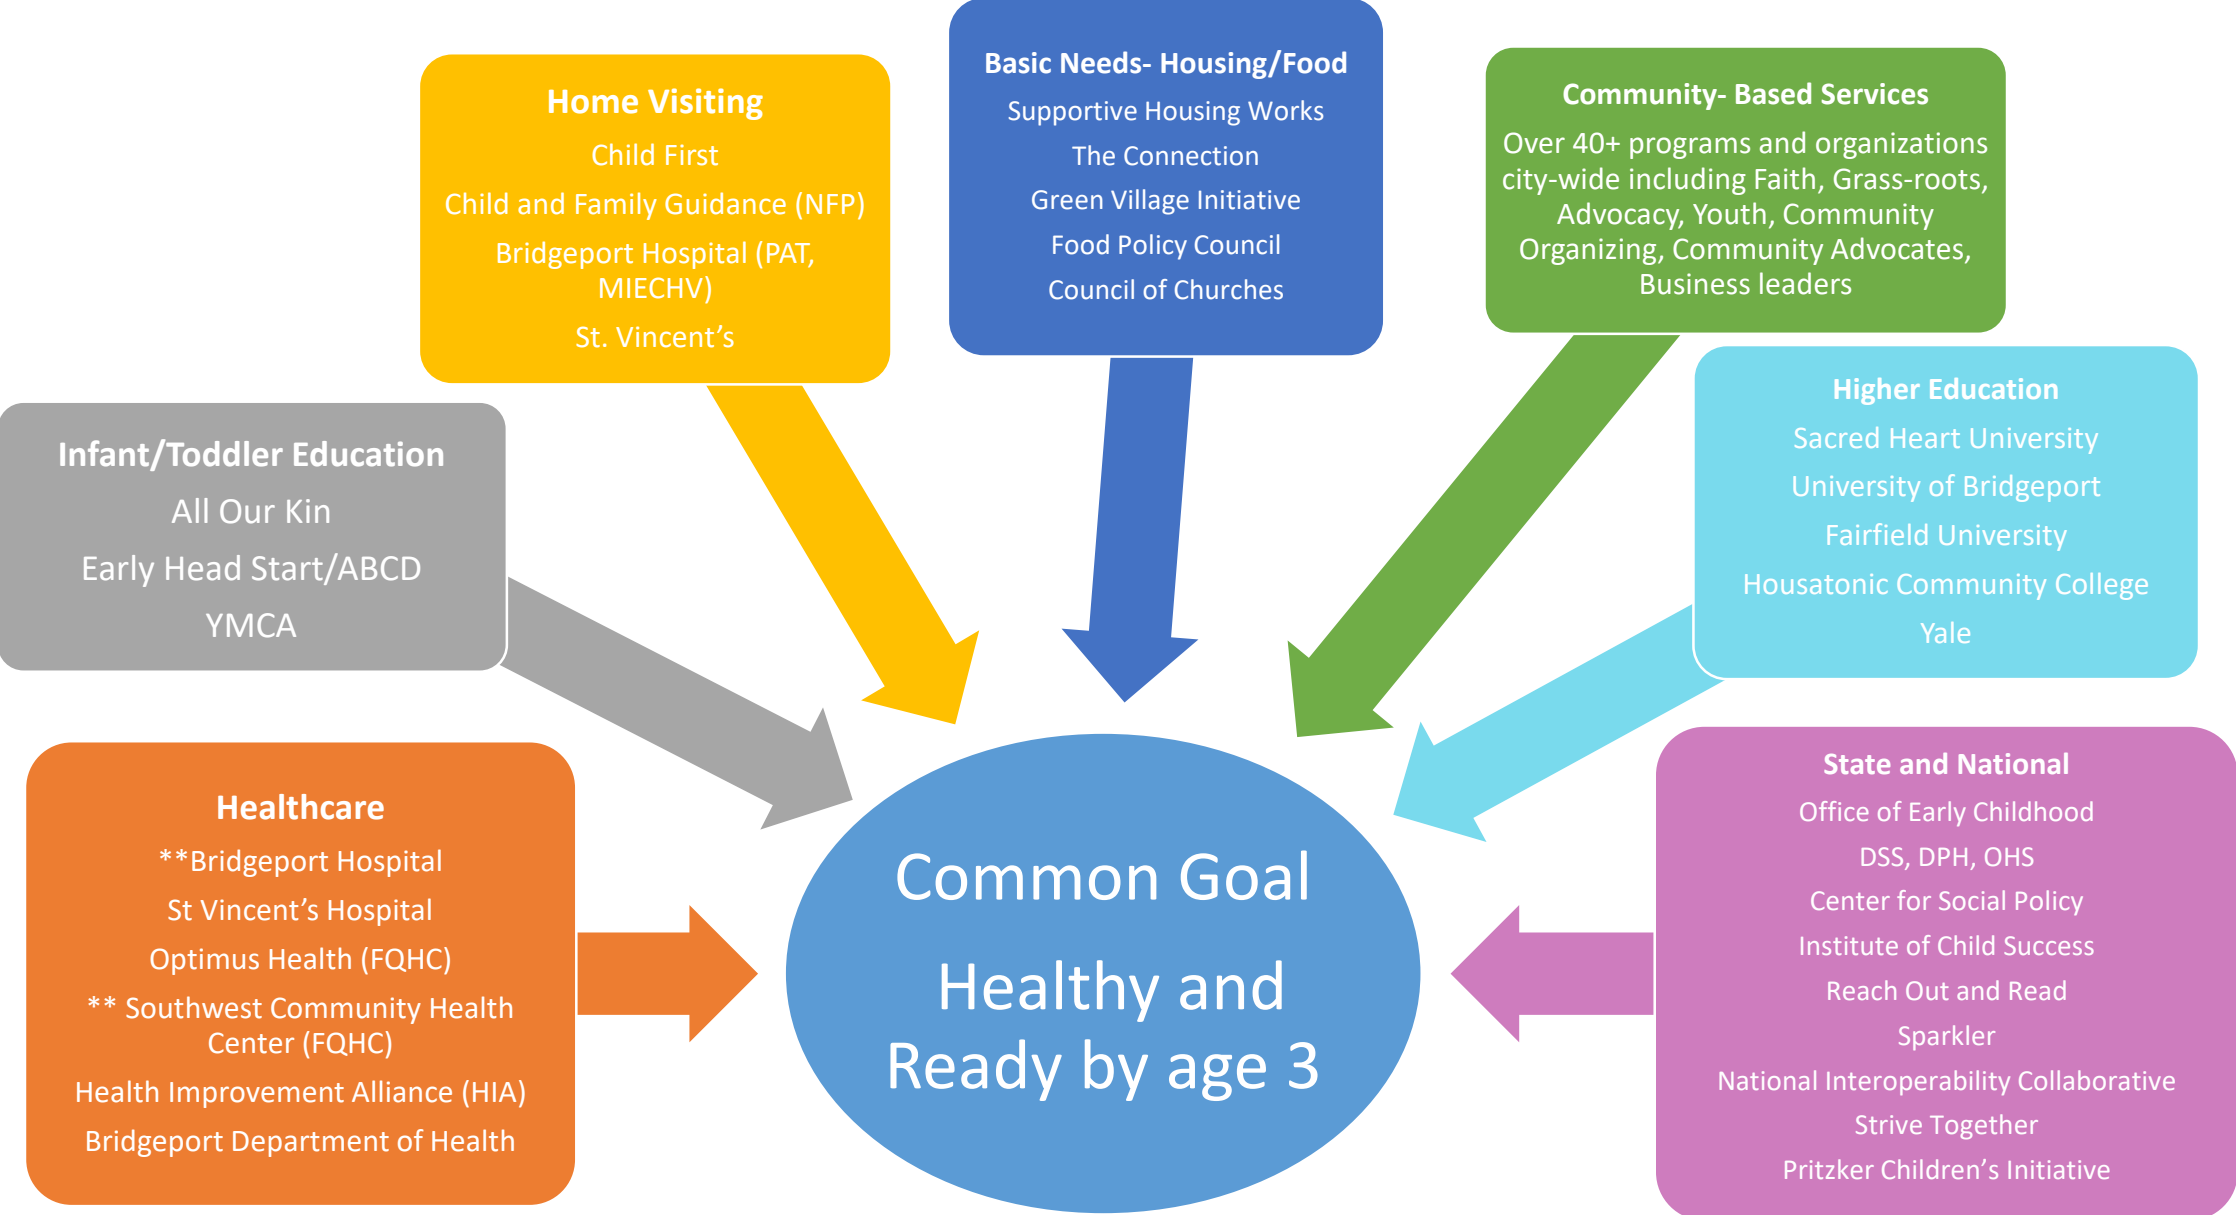 Basic Needs- Housing/Food
Supportive Housing Works
The Connection
Green Village Initiative
Food Policy Council
Council of Churches
Home Visiting
Child First
Child and Family Guidance (NFP)
Bridgeport Hospital (PAT,
MIECHV)
St. Vincent’s
Community- Based Services
Over 40+ programs and organizations
city-wide including Faith, Grass-roots,
Advocacy, Youth, Community
Organizing, Community Advocates,
Business leaders
Infant/Toddler Education
All Our Kin
Early Head Start/ABCD
YMCA
Higher Education
Sacred Heart University
University of Bridgeport
Fairfield University
Housatonic Community College
Yale
Healthcare
**Bridgeport Hospital
St Vincent’s Hospital
Optimus Health (FQHC)
** Southwest Community Health
Center (FQHC)
Health Improvement Alliance (HIA)
Bridgeport Department of Health
Common Goal
Healthy and
Ready by age 3
State and National
Office of Early Childhood
DSS, DPH, OHS
Center for Social Policy
Institute of Child Success
Reach Out and Read
Sparkler
National Interoperability Collaborative
Strive Together
Pritzker Children’s Initiative